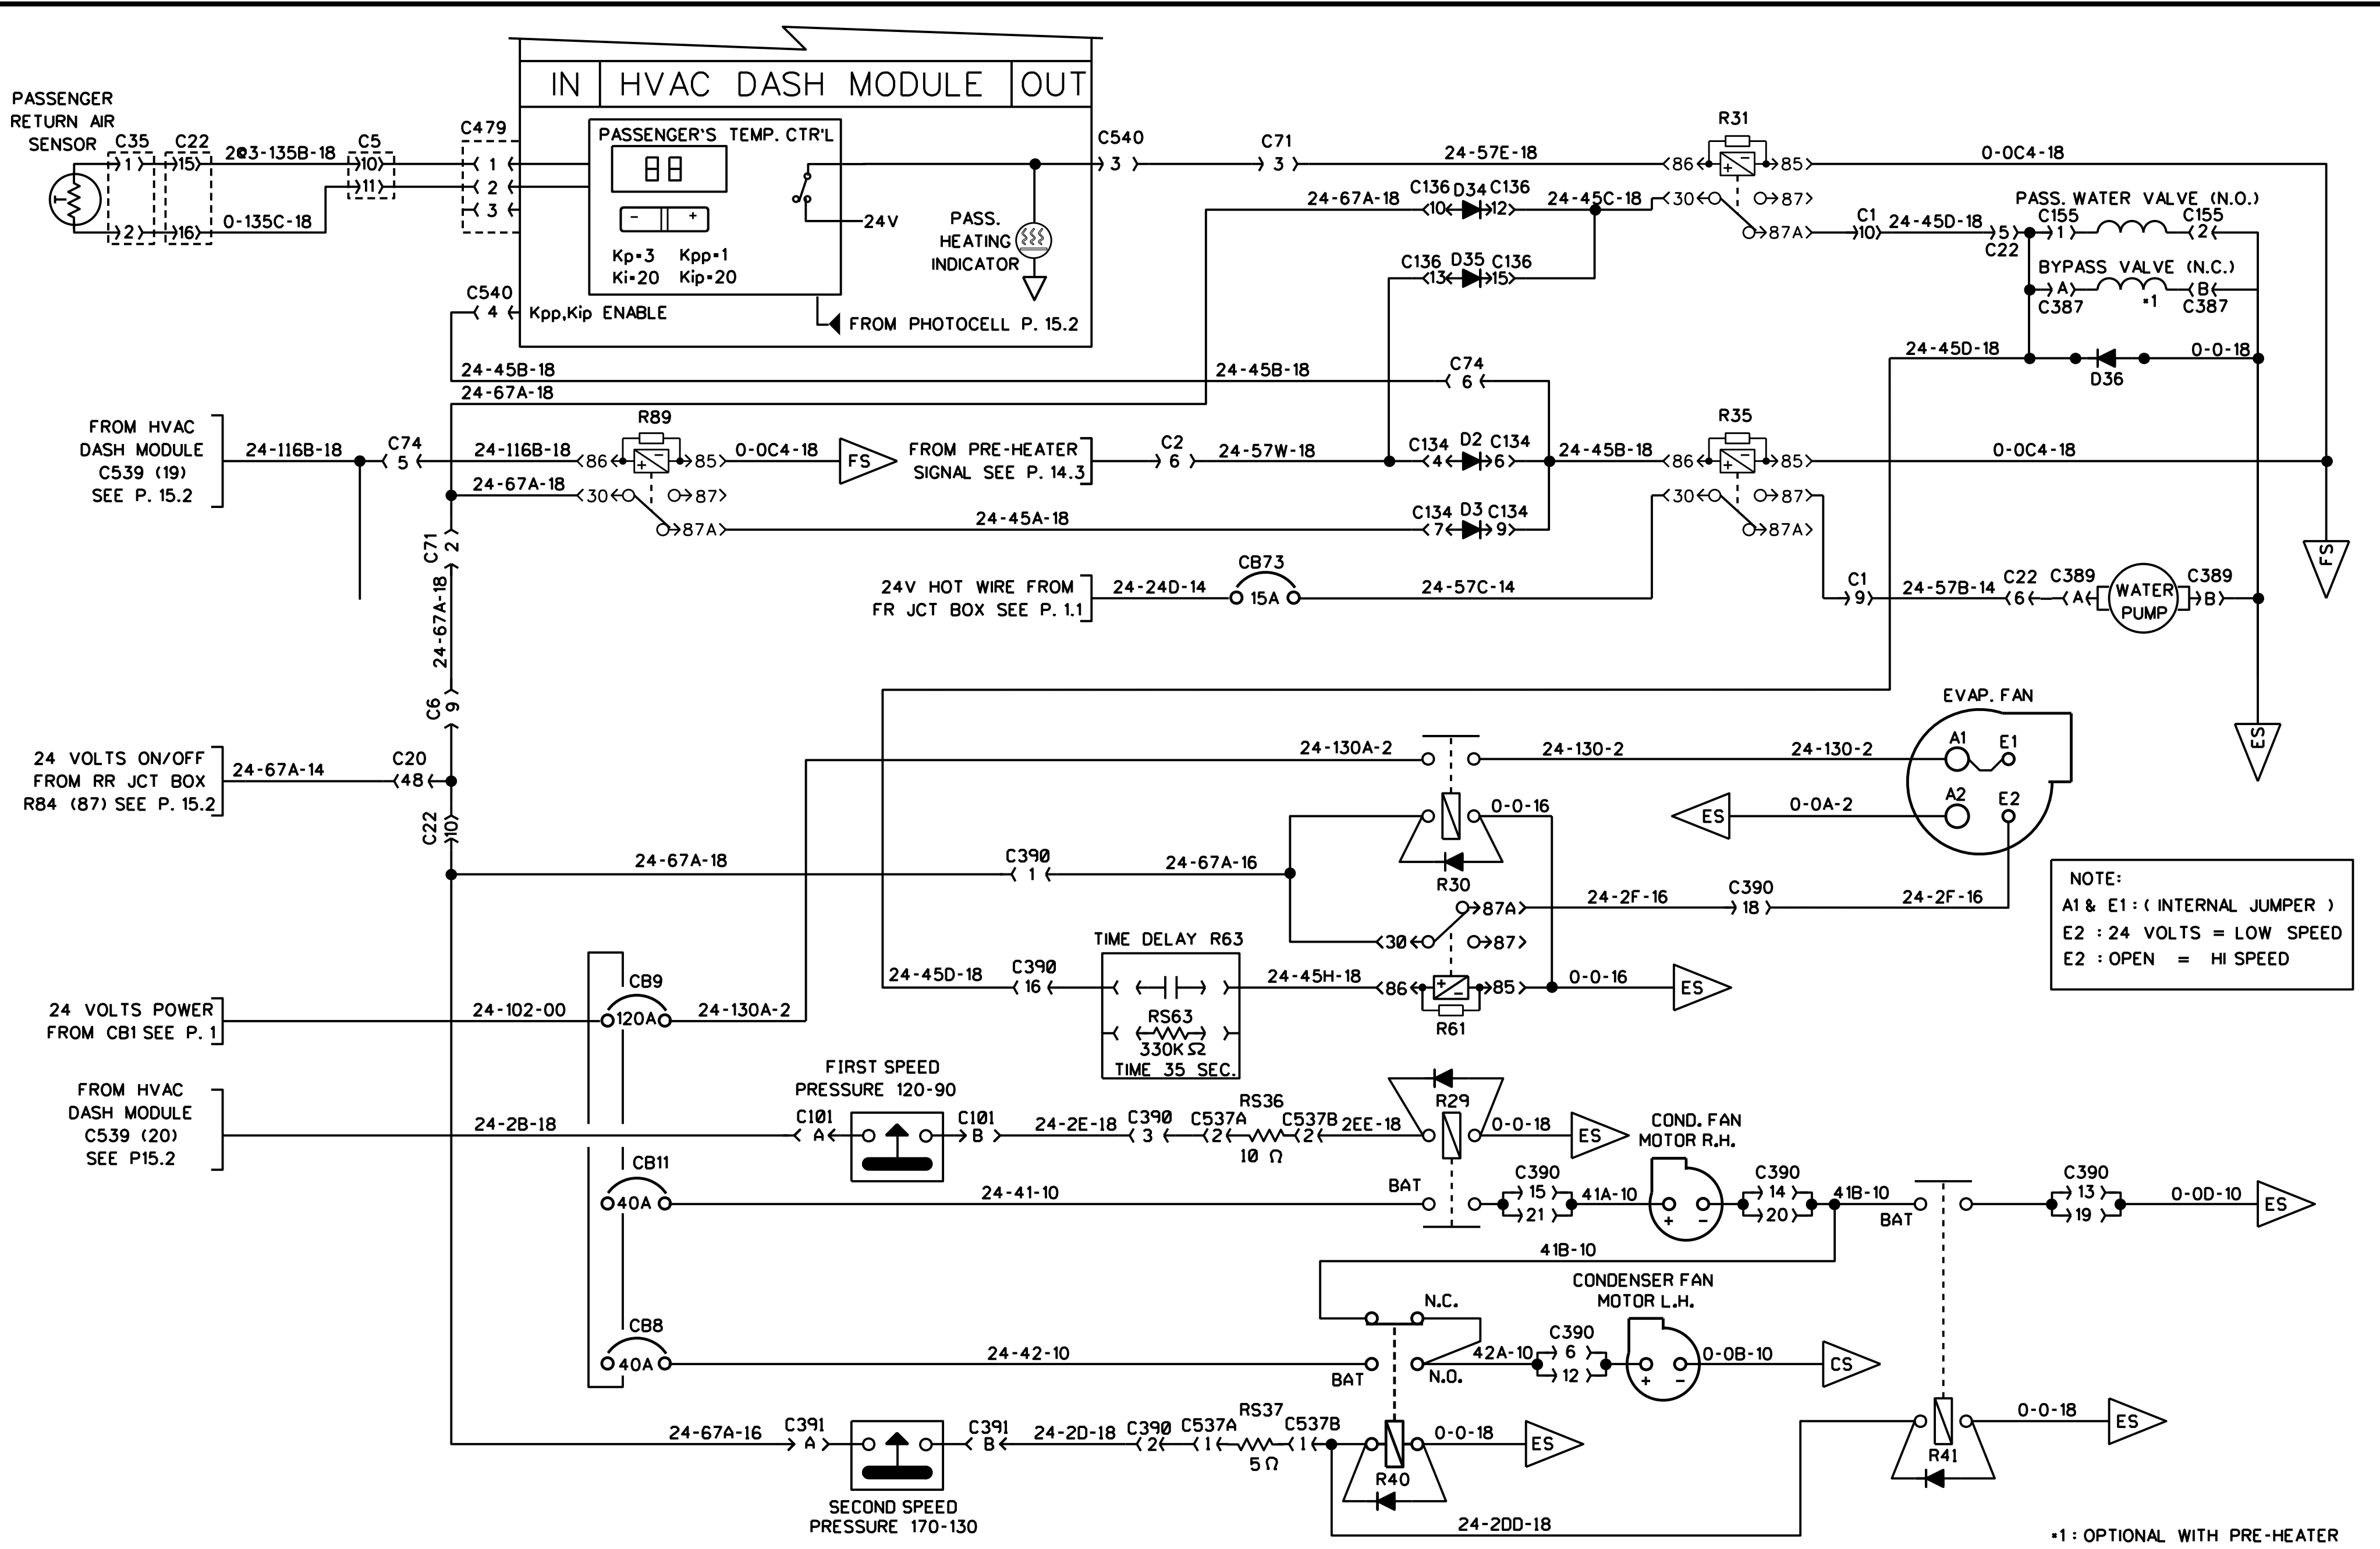 IN HVAC DASH MODULE OUT
PASSENGER
RETURN AIR
SENSOR
C35 C22 C5 C479
1 15 203-135B-18 10 1
11 2
3
2 16 0-135C-18
PASSENGER'S TEMP. CTR'L
88
- +
Kp=3 Kpp=1
Ki=20 Kip=20
24V
PASS.
HEATING
INDICATOR
C540
4
Kpp,Kip ENABLE
FROM PHOTOCELL P. 15.2
C540
3
C71
3
24-57E-18
R31
86 + - 85
0-0C4-18
24-67A-18 C136 D34 C136 24-45C-18
10 12
30 87
87A
C136 D35 C136
13 15
C1
10
24-45D-18
5
C22
PASS. WATER VALVE (N.O.)
C155 C155
1 2
BYPASS VALVE (N.C.)
A *1 B
C387 C387
24-45D-18 0-0-18
D36
24-45B-18 24-45B-18
C74
6
24-67A-18
FROM HVAC
DASH MODULE
C539 (19)
SEE P. 15.2
24-116B-18
C74
5
24-116B-18
R89
86 + - 85
0-0C4-18
FS
24-67A-18
30 87
87A
24-45A-18
FROM PRE-HEATER
SIGNAL SEE P. 14.3
C2
6
24-57W-18
C134 D2 C134
4 6
24-45B-18
C134 D3 C134
7 9
R35
86 + - 85
0-0C4-18
30 87
87A
FS
C71
2
24-67A-18
C6
9
24V HOT WIRE FROM
FR JCT BOX SEE P. 1.1
24-24D-14
CB73
15A
24-57C-14
C1
9
24-57B-14
C22 C389 C389
6 A B
WATER
PUMP
ES
24 VOLTS ON/OFF
FROM RR JCT BOX
R84 (87) SEE P. 15.2
24-67A-14
C20
48
C22
10
24-130A-2 24-130-2 24-130-2
EVAP. FAN
A1 E1
A2 E2
0-0-16
R30
ES
0-0A-2
24-67A-18
C390
1
24-67A-16
87A
30 87
24-2F-16
C390
18
24-2F-16
NOTE:
A1 & E1 : ( INTERNAL JUMPER )
E2 : 24 VOLTS = LOW SPEED
E2 : OPEN = HI SPEED
24-45D-18
C390
16
TIME DELAY R63
RS63
330K Ω
TIME 35 SEC.
24-45H-18
86 + - 85
R61
0-0-16
ES
24 VOLTS POWER
FROM CB1 SEE P. 1
24-102-00
CB9
120A
24-130A-2
FROM HVAC
DASH MODULE
C539 (20)
SEE P15.2
24-2B-18
FIRST SPEED
PRESSURE 120-90
C101 C101
A B
24-2E-18
C390
3
C537A RS36 C537B
2 2
10 Ω
2EE-18
R29
0-0-18
ES
CB11
40A
24-41-10
BAT
C390
15
21
41A-10
COND. FAN
MOTOR R.H.
+ -
C390
14
20
41B-10
BAT
C390
13
19
0-0D-10
ES
41B-10
N.C.
CB8
40A
24-42-10
BAT
N.O.
42A-10
C390
6
12
CONDENSER FAN
MOTOR L.H.
+ -
0-0B-10
CS
24-67A-16
C391 C391
A B
SECOND SPEED
PRESSURE 170-130
24-2D-18
C390
2
C537A RS37 C537B
1 1
5 Ω
R40
0-0-18
ES
24-2DD-18
R41
0-0-18
ES
*1 : OPTIONAL WITH PRE-HEATER